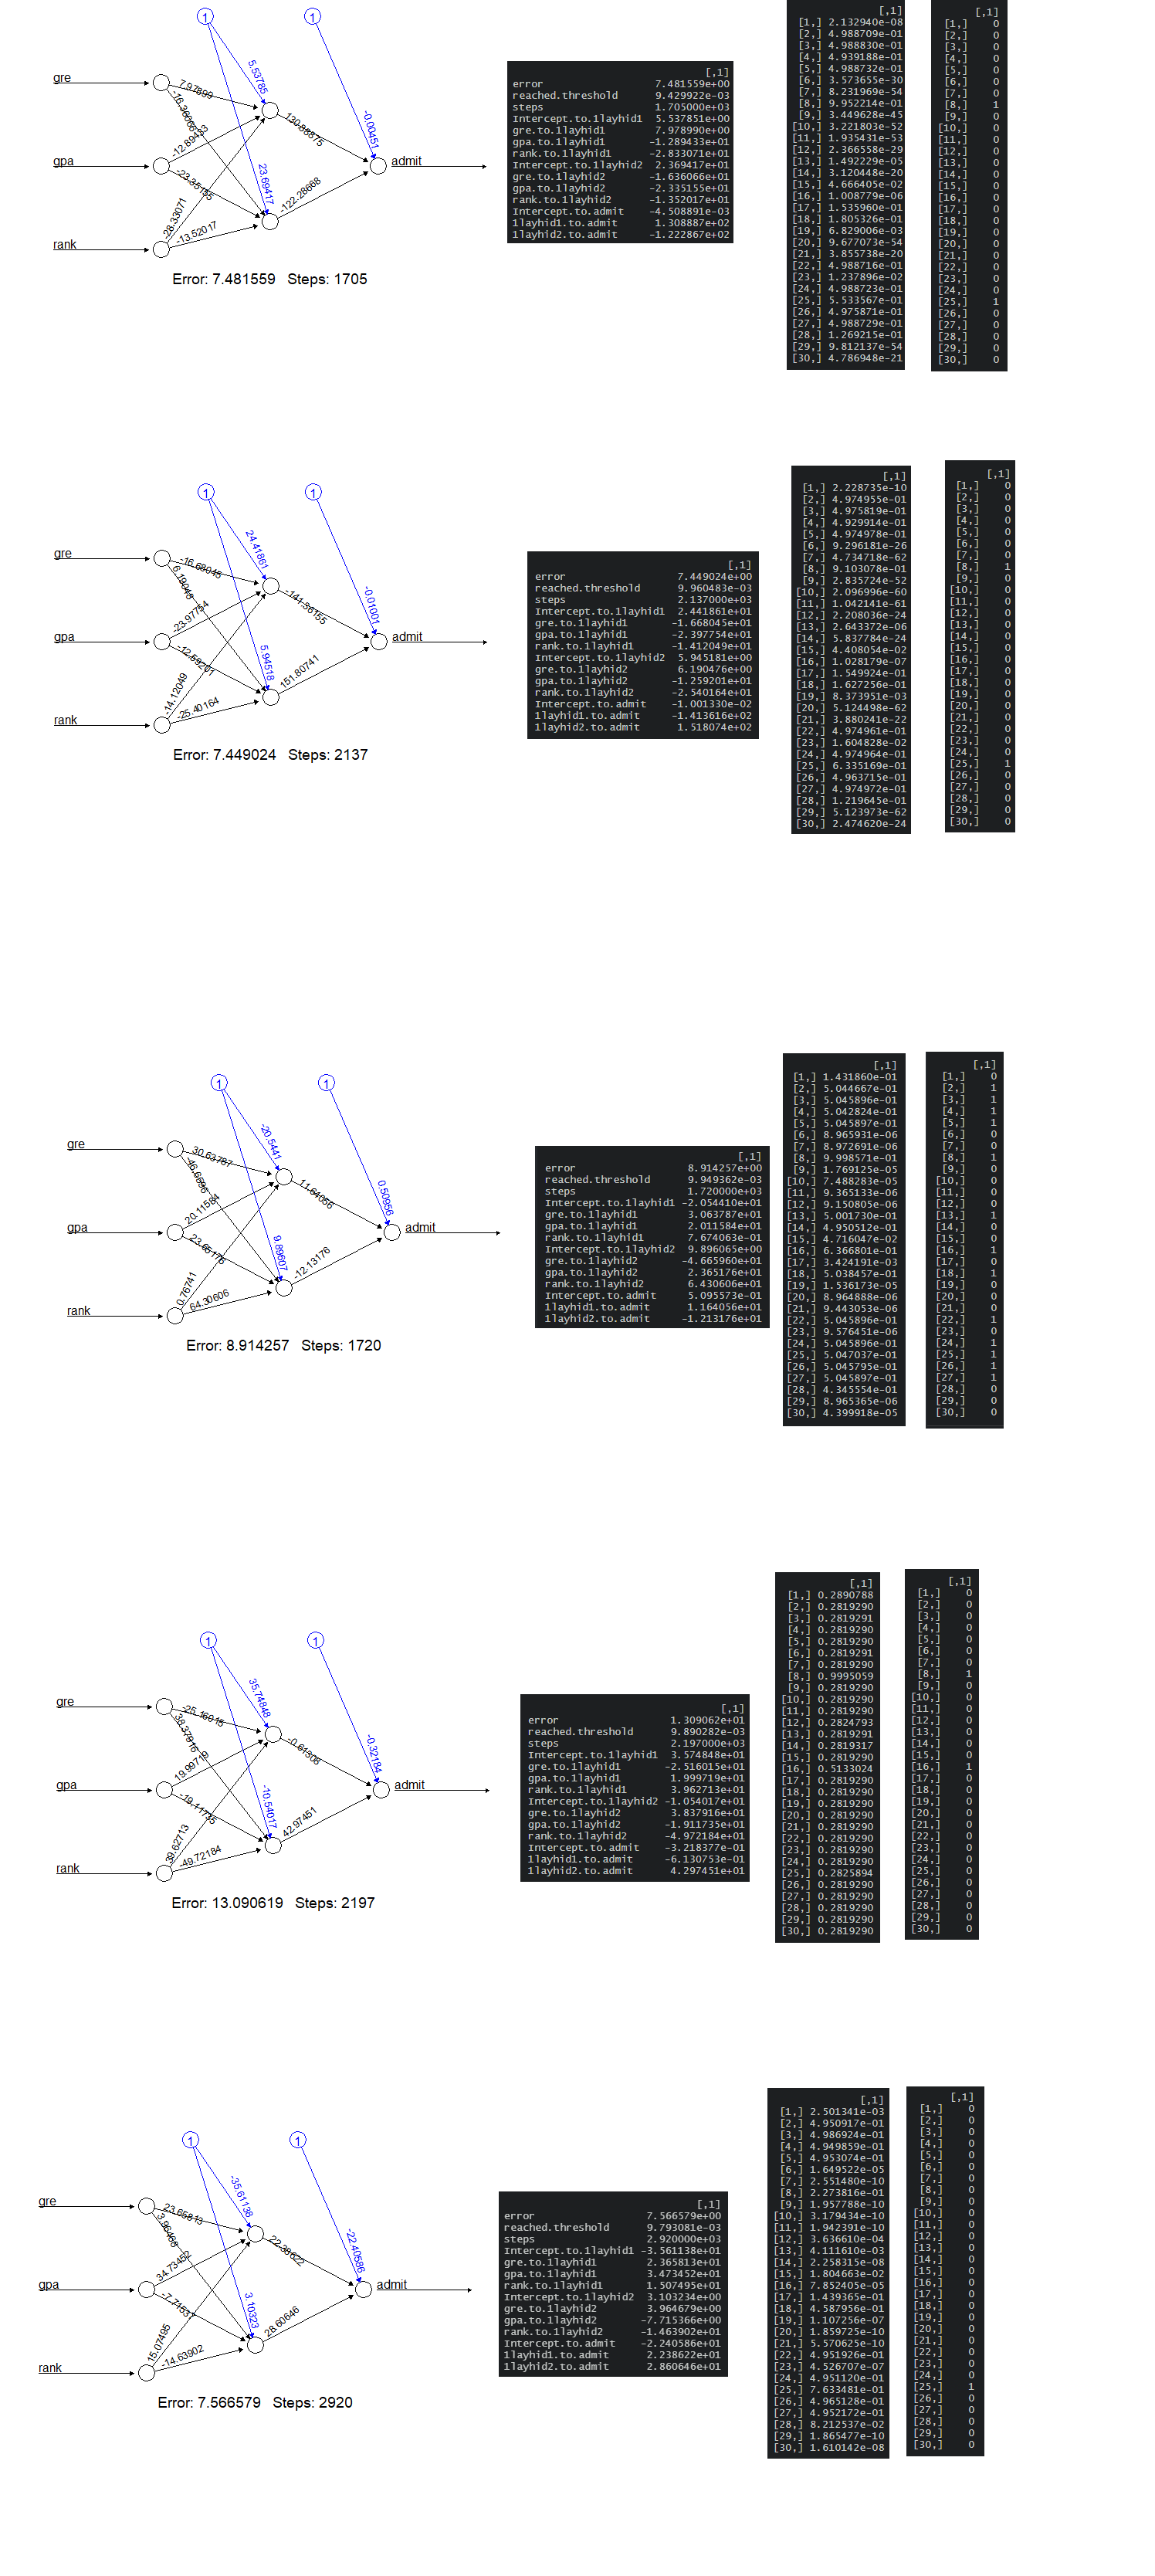 1
1
gre
gpa
rank
5.53785
23.69417
-0.00451
7.97899
-16.36066
-12.89433
-23.35155
-28.33071
-13.52017
130.88875
-122.28668
admit
Error: 7.481559 Steps: 1705
[,1]
error 7.481559e+00
reached.threshold 9.429922e-03
steps 1.705000e+03
Intercept.to.1layhid1 5.537851e+00
gre.to.1layhid1 7.978990e+00
gpa.to.1layhid1 -1.289433e+01
rank.to.1layhid1 -2.833071e+01
Intercept.to.1layhid2 2.369417e+01
gre.to.1layhid2 -1.636066e+01
gpa.to.1layhid2 -2.335155e+01
rank.to.1layhid2 -1.352017e+01
Intercept.to.admit -4.508891e-03
1layhid1.to.admit 1.308887e+02
1layhid2.to.admit -1.222867e+02
[,1]
[1,] 2.132940e-08
[2,] 4.988709e-01
[3,] 4.988830e-01
[4,] 4.939188e-01
[5,] 4.988732e-01
[6,] 3.573655e-30
[7,] 8.231969e-54
[8,] 9.952214e-01
[9,] 3.449628e-45
[10,] 3.221803e-52
[11,] 1.935431e-53
[12,] 2.366558e-29
[13,] 1.492229e-05
[14,] 3.120448e-20
[15,] 4.666405e-02
[16,] 1.008779e-06
[17,] 1.535960e-01
[18,] 1.805326e-01
[19,] 6.829006e-03
[20,] 9.677073e-54
[21,] 3.855738e-20
[22,] 4.988716e-01
[23,] 1.237896e-02
[24,] 4.988723e-01
[25,] 5.533567e-01
[26,] 4.975871e-01
[27,] 4.988729e-01
[28,] 1.269215e-01
[29,] 9.812137e-54
[30,] 4.786948e-21
[,1]
[1,] 0
[2,] 0
[3,] 0
[4,] 0
[5,] 0
[6,] 0
[7,] 0
[8,] 1
[9,] 0
[10,] 0
[11,] 0
[12,] 0
[13,] 0
[14,] 0
[15,] 0
[16,] 0
[17,] 0
[18,] 0
[19,] 0
[20,] 0
[21,] 0
[22,] 0
[23,] 0
[24,] 0
[25,] 1
[26,] 0
[27,] 0
[28,] 0
[29,] 0
[30,] 0
1
1
gre
gpa
rank
24.41861
5.94518
-0.01001
-16.68045
6.19048
-23.97754
-12.59201
-14.12049
-25.40164
-141.36155
151.80741
admit
Error: 7.449024 Steps: 2137
[,1]
error 7.449024e+00
reached.threshold 9.960483e-03
steps 2.137000e+03
Intercept.to.1layhid1 2.441861e+01
gre.to.1layhid1 -1.668045e+01
gpa.to.1layhid1 -2.397754e+01
rank.to.1layhid1 -1.412049e+01
Intercept.to.1layhid2 5.945181e+00
gre.to.1layhid2 6.190476e+00
gpa.to.1layhid2 -1.259201e+01
rank.to.1layhid2 -2.540164e+01
Intercept.to.admit -1.001330e-02
1layhid1.to.admit -1.413616e+02
1layhid2.to.admit 1.518074e+02
[,1]
[1,] 2.228735e-10
[2,] 4.974955e-01
[3,] 4.975819e-01
[4,] 4.929914e-01
[5,] 4.974978e-01
[6,] 9.296181e-26
[7,] 4.734718e-62
[8,] 9.103078e-01
[9,] 2.835724e-52
[10,] 2.096996e-60
[11,] 1.042141e-61
[12,] 2.208036e-24
[13,] 2.643372e-06
[14,] 5.837784e-24
[15,] 4.408054e-02
[16,] 1.028179e-07
[17,] 1.549924e-01
[18,] 1.627256e-01
[19,] 8.373951e-03
[20,] 5.124498e-62
[21,] 3.880241e-22
[22,] 4.974961e-01
[23,] 1.604828e-02
[24,] 4.974964e-01
[25,] 6.335169e-01
[26,] 4.963715e-01
[27,] 4.974972e-01
[28,] 1.219645e-01
[29,] 5.123973e-62
[30,] 2.474620e-24
[,1]
[1,] 0
[2,] 0
[3,] 0
[4,] 0
[5,] 0
[6,] 0
[7,] 0
[8,] 1
[9,] 0
[10,] 0
[11,] 0
[12,] 0
[13,] 0
[14,] 0
[15,] 0
[16,] 0
[17,] 0
[18,] 0
[19,] 0
[20,] 0
[21,] 0
[22,] 0
[23,] 0
[24,] 0
[25,] 1
[26,] 0
[27,] 0
[28,] 0
[29,] 0
[30,] 0
1
1
gre
gpa
rank
-20.5441
9.89607
0.50956
30.63787
-46.6596
20.11584
23.65176
0.76741
64.30606
11.64056
-12.13176
admit
Error: 8.914257 Steps: 1720
[,1]
error 8.914257e+00
reached.threshold 9.949362e-03
steps 1.720000e+03
Intercept.to.1layhid1 -2.054410e+01
gre.to.1layhid1 3.063787e+01
gpa.to.1layhid1 2.011584e+01
rank.to.1layhid1 7.674063e-01
Intercept.to.1layhid2 9.896065e+00
gre.to.1layhid2 -4.665960e+01
gpa.to.1layhid2 2.365176e+01
rank.to.1layhid2 6.430606e+01
Intercept.to.admit 5.095573e-01
1layhid1.to.admit 1.164056e+01
1layhid2.to.admit -1.213176e+01
[,1]
[1,] 1.431860e-01
[2,] 5.044667e-01
[3,] 5.045896e-01
[4,] 5.042824e-01
[5,] 5.045897e-01
[6,] 8.965931e-06
[7,] 8.972691e-06
[8,] 9.998571e-01
[9,] 1.769125e-05
[10,] 7.488283e-05
[11,] 9.365133e-06
[12,] 9.150805e-06
[13,] 5.001730e-01
[14,] 4.950512e-01
[15,] 4.716047e-02
[16,] 6.366801e-01
[17,] 3.424191e-03
[18,] 5.038457e-01
[19,] 1.536173e-05
[20,] 8.964888e-06
[21,] 9.443053e-06
[22,] 5.045896e-01
[23,] 9.576451e-06
[24,] 5.045896e-01
[25,] 5.047037e-01
[26,] 5.045795e-01
[27,] 5.045897e-01
[28,] 4.345554e-01
[29,] 8.965365e-06
[30,] 4.399918e-05
[,1]
[1,] 0
[2,] 1
[3,] 1
[4,] 1
[5,] 1
[6,] 0
[7,] 0
[8,] 1
[9,] 0
[10,] 0
[11,] 0
[12,] 0
[13,] 1
[14,] 0
[15,] 0
[16,] 1
[17,] 0
[18,] 1
[19,] 0
[20,] 0
[21,] 0
[22,] 1
[23,] 0
[24,] 1
[25,] 1
[26,] 1
[27,] 1
[28,] 0
[29,] 0
[30,] 0
1
1
gre
gpa
rank
35.74848
-10.54017
-0.32184
-25.16015
38.37916
19.99719
-19.11735
39.62713
-49.72184
-0.61308
42.97451
admit
Error: 13.090619 Steps: 2197
[,1]
error 1.309062e+01
reached.threshold 9.890282e-03
steps 2.197000e+03
Intercept.to.1layhid1 3.574848e+01
gre.to.1layhid1 -2.516015e+01
gpa.to.1layhid1 1.999719e+01
rank.to.1layhid1 3.962713e+01
Intercept.to.1layhid2 -1.054017e+01
gre.to.1layhid2 3.837916e+01
gpa.to.1layhid2 -1.911735e+01
rank.to.1layhid2 -4.972184e+01
Intercept.to.admit -3.218377e-01
1layhid1.to.admit -6.130753e-01
1layhid2.to.admit 4.297451e+01
[,1]
[1,] 0.2890788
[2,] 0.2819290
[3,] 0.2819291
[4,] 0.2819290
[5,] 0.2819290
[6,] 0.2819291
[7,] 0.2819290
[8,] 0.9995059
[9,] 0.2819290
[10,] 0.2819290
[11,] 0.2819290
[12,] 0.2824793
[13,] 0.2819291
[14,] 0.2819317
[15,] 0.2819290
[16,] 0.5133024
[17,] 0.2819290
[18,] 0.2819290
[19,] 0.2819290
[20,] 0.2819290
[21,] 0.2819290
[22,] 0.2819290
[23,] 0.2819290
[24,] 0.2819290
[25,] 0.2825894
[26,] 0.2819290
[27,] 0.2819290
[28,] 0.2819290
[29,] 0.2819290
[30,] 0.2819290
[,1]
[1,] 0
[2,] 0
[3,] 0
[4,] 0
[5,] 0
[6,] 0
[7,] 0
[8,] 1
[9,] 0
[10,] 0
[11,] 0
[12,] 0
[13,] 0
[14,] 0
[15,] 0
[16,] 1
[17,] 0
[18,] 0
[19,] 0
[20,] 0
[21,] 0
[22,] 0
[23,] 0
[24,] 0
[25,] 0
[26,] 0
[27,] 0
[28,] 0
[29,] 0
[30,] 0
1
1
gre
gpa
rank
-35.61138
3.10323
-22.40586
23.65813
3.96468
34.73452
-7.71537
15.07495
-14.63902
22.38622
28.60646
admit
Error: 7.566579 Steps: 2920
[,1]
error 7.566579e+00
reached.threshold 9.793081e-03
steps 2.920000e+03
Intercept.to.1layhid1 -3.561138e+01
gre.to.1layhid1 2.365813e+01
gpa.to.1layhid1 3.473452e+01
rank.to.1layhid1 1.507495e+01
Intercept.to.1layhid2 3.103234e+00
gre.to.1layhid2 3.964679e+00
gpa.to.1layhid2 -7.715366e+00
rank.to.1layhid2 -1.463902e+01
Intercept.to.admit -2.240586e+01
1layhid1.to.admit 2.238622e+01
1layhid2.to.admit 2.860646e+01
[,1]
[1,] 2.501341e-03
[2,] 4.950917e-01
[3,] 4.986924e-01
[4,] 4.949859e-01
[5,] 4.953074e-01
[6,] 1.649522e-05
[7,] 2.551480e-10
[8,] 2.273816e-01
[9,] 1.957788e-10
[10,] 3.179434e-10
[11,] 1.942391e-10
[12,] 3.636610e-04
[13,] 4.111610e-03
[14,] 2.258315e-08
[15,] 1.804663e-02
[16,] 7.852405e-05
[17,] 1.439365e-01
[18,] 4.587956e-01
[19,] 1.107256e-07
[20,] 1.859725e-10
[21,] 5.570625e-10
[22,] 4.951926e-01
[23,] 4.526707e-07
[24,] 4.951120e-01
[25,] 7.633481e-01
[26,] 4.965128e-01
[27,] 4.952172e-01
[28,] 8.212537e-02
[29,] 1.865477e-10
[30,] 1.610142e-08
[,1]
[1,] 0
[2,] 0
[3,] 0
[4,] 0
[5,] 0
[6,] 0
[7,] 0
[8,] 0
[9,] 0
[10,] 0
[11,] 0
[12,] 0
[13,] 0
[14,] 0
[15,] 0
[16,] 0
[17,] 0
[18,] 0
[19,] 0
[20,] 0
[21,] 0
[22,] 0
[23,] 0
[24,] 0
[25,] 1
[26,] 0
[27,] 0
[28,] 0
[29,] 0
[30,] 0